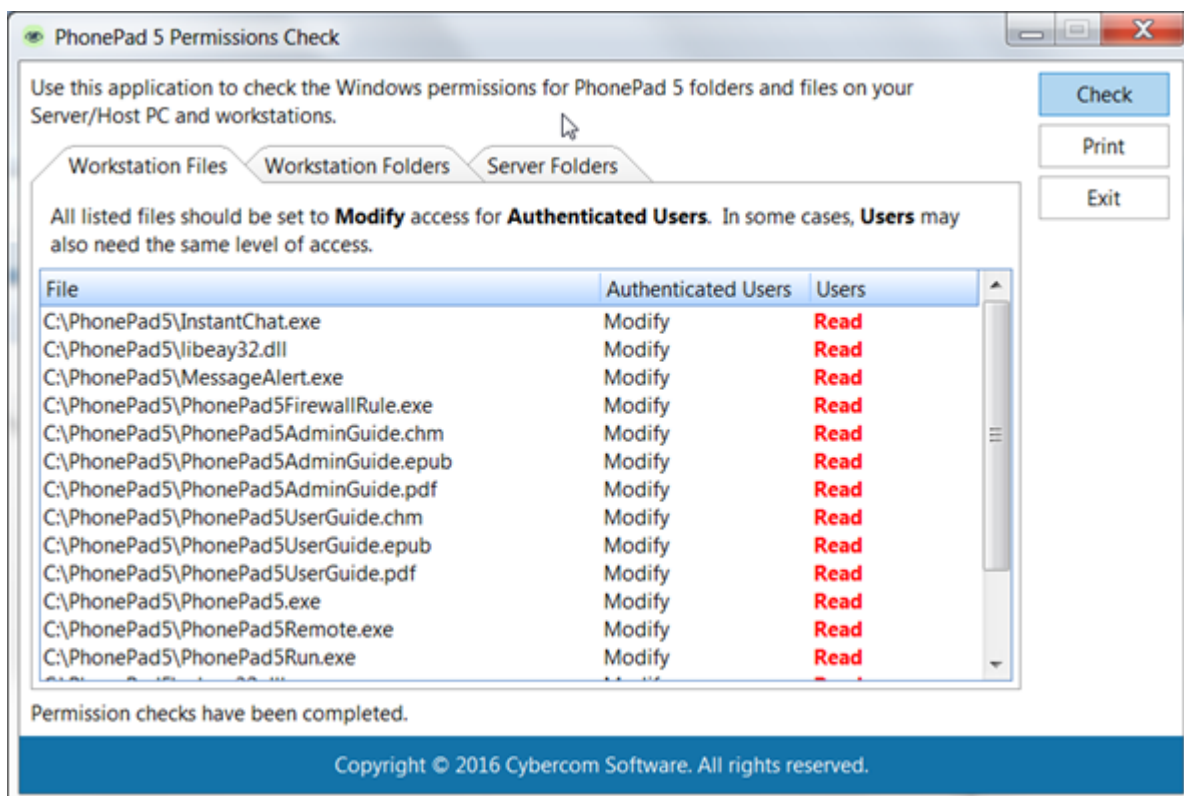 PhonePad 5 Permissions Check
Use this application to check the Windows permissions for PhonePad 5 folders and files on your
Server/Host PC and workstations.
Check
Print
Exit
Workstation Files Workstation Folders Server Folders
All listed files should be set to Modify access for Authenticated Users. In some cases, Users may
also need the same level of access.
File Authenticated Users Users
C:\PhonePad5\InstantChat.exe Modify Read
C:\PhonePad5\libeay32.dll Modify Read
C:\PhonePad5\MessageAlert.exe Modify Read
C:\PhonePad5\PhonePad5FirewallRule.exe Modify Read
C:\PhonePad5\PhonePad5AdminGuide.chm Modify Read
C:\PhonePad5\PhonePad5AdminGuide.epub Modify Read
C:\PhonePad5\PhonePad5AdminGuide.pdf Modify Read
C:\PhonePad5\PhonePad5UserGuide.chm Modify Read
C:\PhonePad5\PhonePad5UserGuide.epub Modify Read
C:\PhonePad5\PhonePad5UserGuide.pdf Modify Read
C:\PhonePad5\PhonePad5.exe Modify Read
C:\PhonePad5\PhonePad5Remote.exe Modify Read
C:\PhonePad5\PhonePad5Run.exe Modify Read
Permission checks have been completed.
Copyright © 2016 Cybercom Software. All rights reserved.